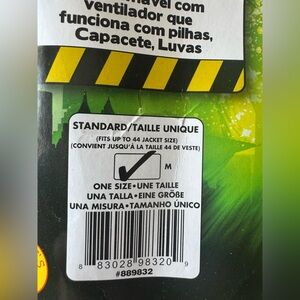 ventilador que
funciona com pilhas,
Capacete, Luvas
STANDARD/TAILLE UNIQUE
(FITS UP TO 44 JACKET SIZE)
(CONVIENT JUSQU'À LA TAILLE 44 DE VESTE)
M
ONE SIZE•UNE TAILLE
UNA TALLA•EINE GRÖßE
UNA MISURA•TAMANHO ÚNICO
8 83028 98320 9
#889832